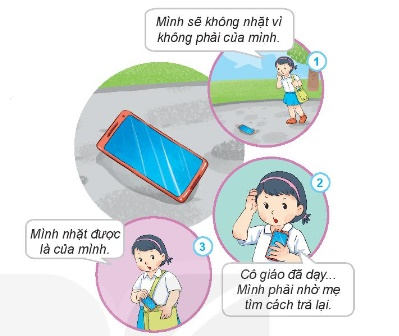 Mình sẽ không nhặt vì
không phải của mình.
1
2
Cô giáo đã dạy...
Mình phải nhờ mẹ
tìm cách trả lại.
Mình nhặt được
là của mình.
3